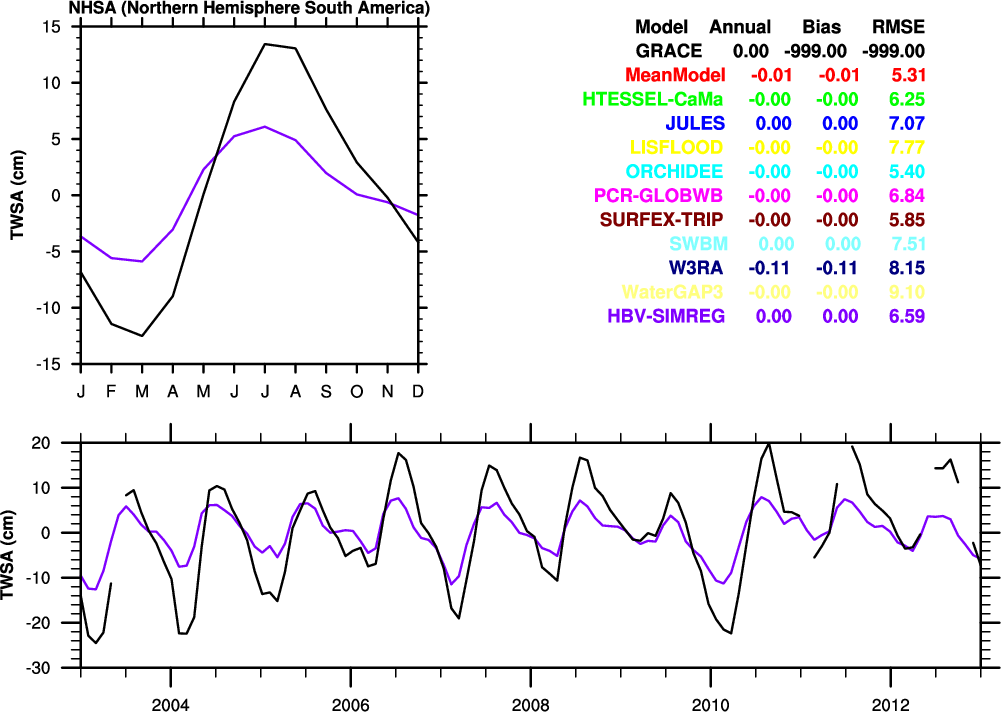 NHSA (Northern Hemisphere South America)
15
10
5
0
-5
-10
-15
TWSA (cm)
J F M A M J J A S O N D
Model Annual Bias RMSE
GRACE 0.00 -999.00 -999.00
MeanModel -0.01 -0.01 5.31
HTESSEL-CaMa -0.00 -0.00 6.25
JULES 0.00 0.00 7.07
LISFLOOD -0.00 -0.00 7.77
ORCHIDEE -0.00 -0.00 5.40
PCR-GLOBWB -0.00 -0.00 6.84
SURFEX-TRIP -0.00 -0.00 5.85
SWBM 0.00 0.00 7.51
W3RA -0.11 -0.11 8.15
WaterGAP3 -0.00 -0.00 9.10
HBV-SIMREG 0.00 0.00 6.59
20
10
0
-10
-20
-30
TWSA (cm)
2004 2006 2008 2010 2012